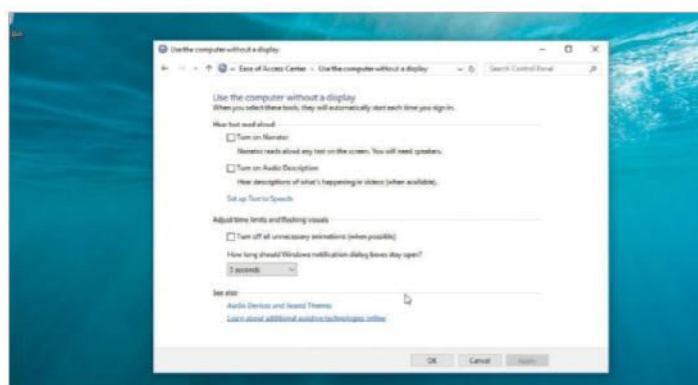 Use the computer without a display
Ease of Access Center › Use the computer without a display
Search Control Panel
Use the computer without a display
When you select these tools, they will automatically start each time you sign in.
Hear text read aloud
Turn on Narrator
Narrator reads aloud any text on the screen. You will need speakers.
Turn on Audio Description
Hear descriptions of what's happening in videos (when available).
Set up Text to Speech
Adjust time limits and flashing visuals
Turn off all unnecessary animations (when possible)
How long should Windows notification dialog boxes stay open?
seconds
See also
Audio Devices and Sound Themes
Learn about additional assistive technologies online
OK Cancel Apply